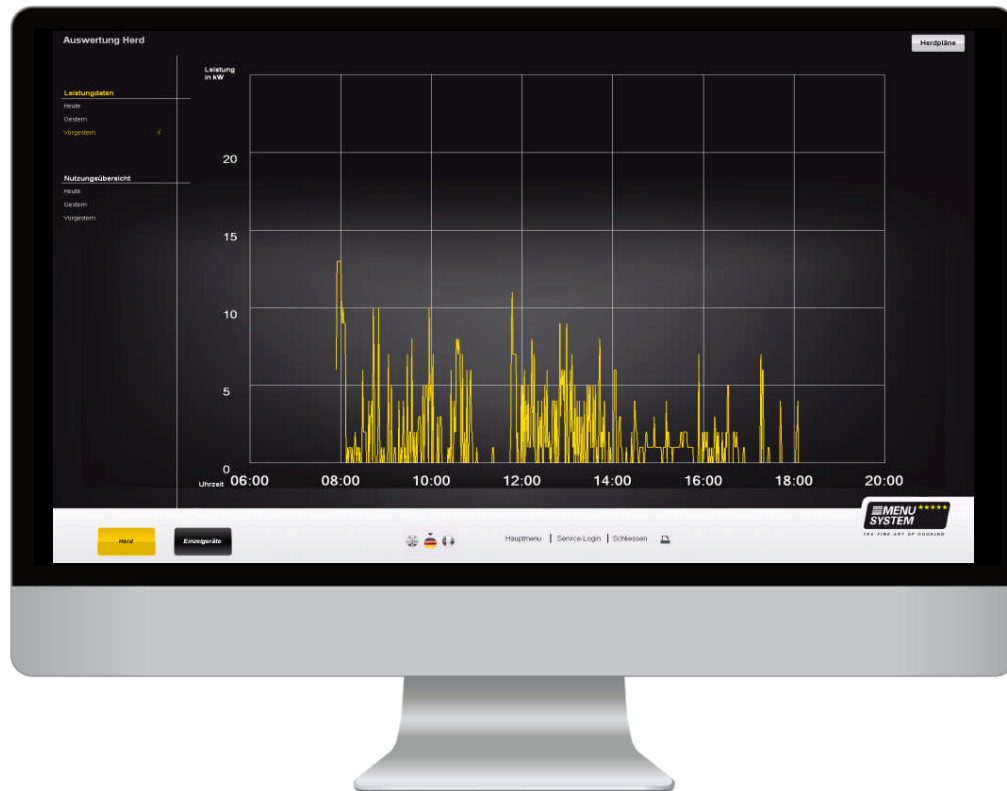 Auswertung Herd
Herdpläne
Leistung
in kW
Leistungdaten
Heute
Gestern
Vorgestern
Nutzungsübersicht
Heute
Gestern
Vorgestern
20
15
10
5
0
Uhrzeit 06:00 08:00 10:00 12:00 14:00 16:00 18:00 20:00
Herd
Einzelgeräte
Hauptmenu | Service-Login | Schliessen
MENU
SYSTEM
THE FINE ART OF COOKING